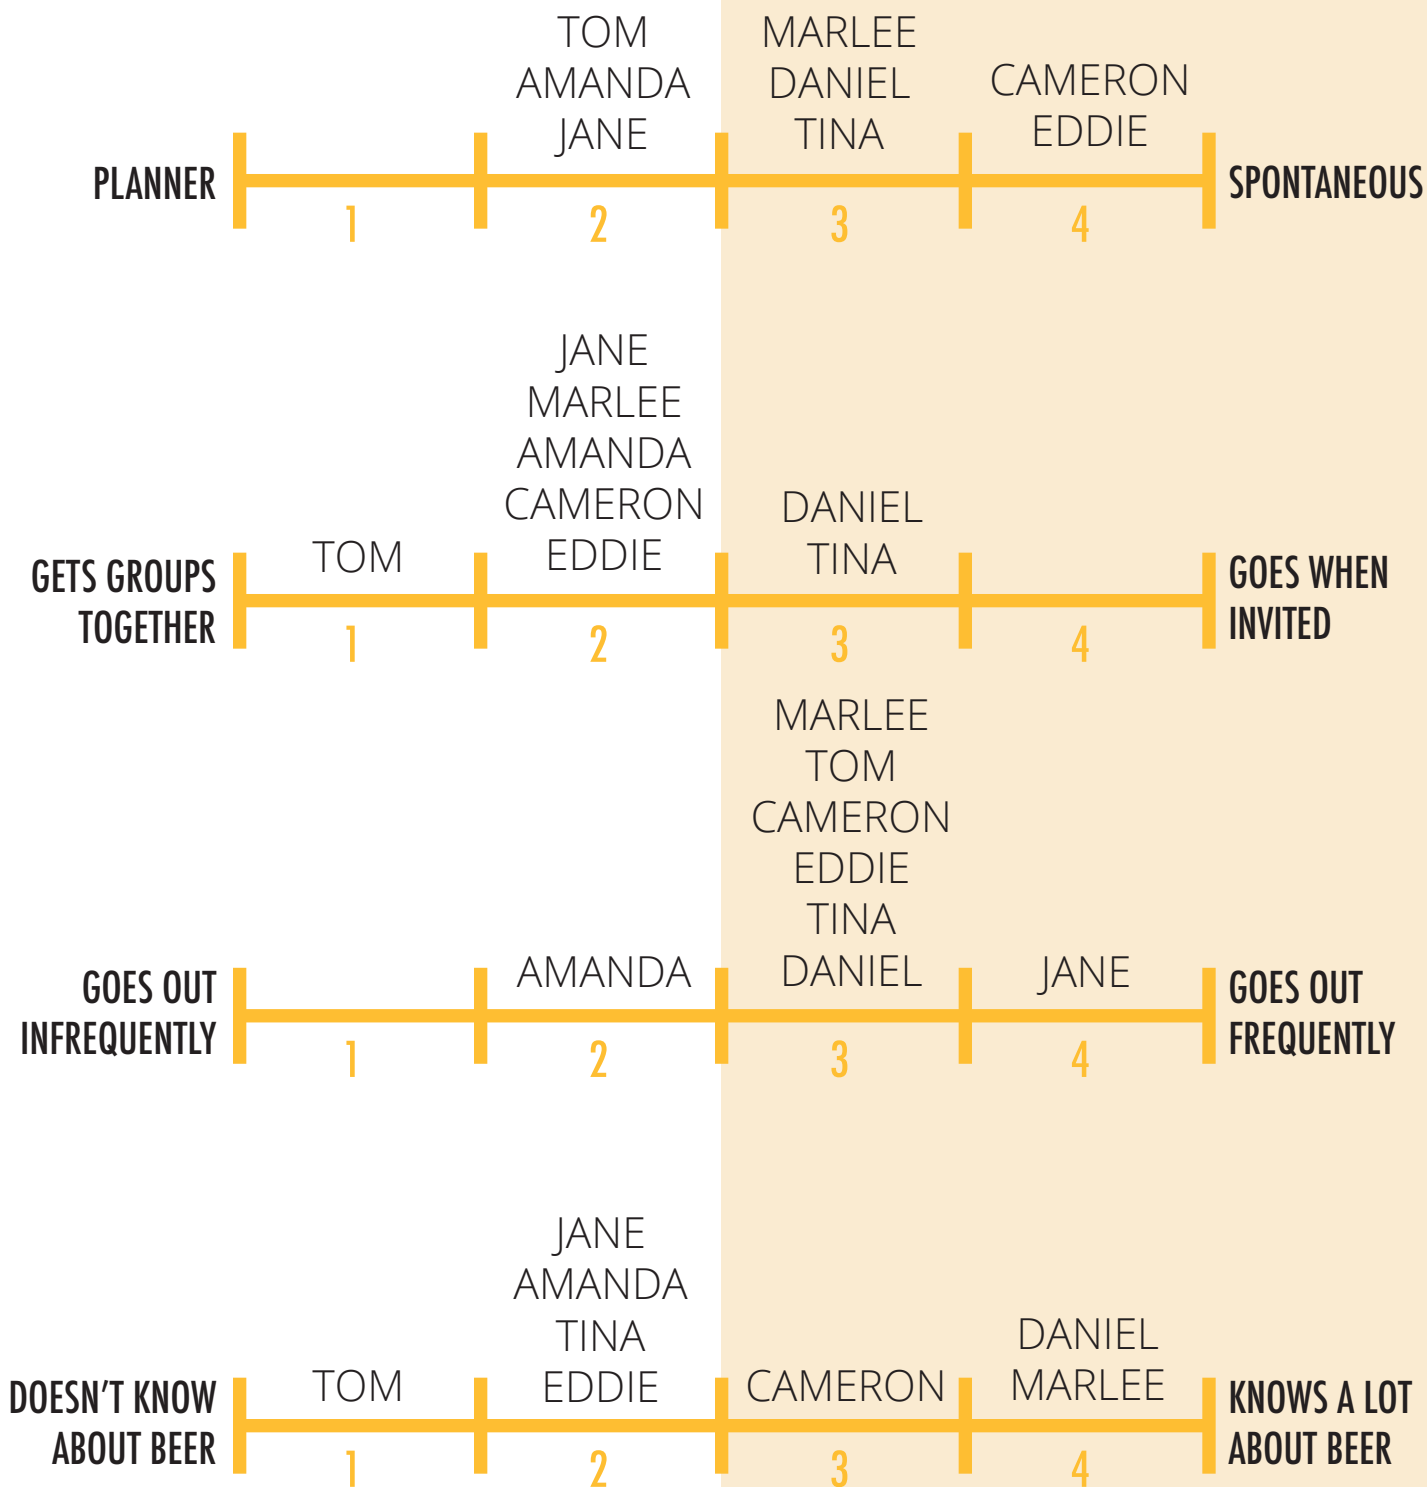 TOM
AMANDA
JANE
MARLEE
DANIEL
TINA
CAMERON
EDDIE
PLANNER
SPONTANEOUS
1
2
3
4
JANE
MARLEE
AMANDA
CAMERON
EDDIE
TOM
DANIEL
TINA
GETS GROUPS
TOGETHER
GOES WHEN
INVITED
1
2
3
4
MARLEE
TOM
CAMERON
EDDIE
TINA
DANIEL
AMANDA
JANE
GOES OUT
INFREQUENTLY
GOES OUT
FREQUENTLY
1
2
3
4
JANE
AMANDA
TINA
EDDIE
TOM
CAMERON
DANIEL
MARLEE
DOESN'T KNOW
ABOUT BEER
KNOWS A LOT
ABOUT BEER
1
2
3
4